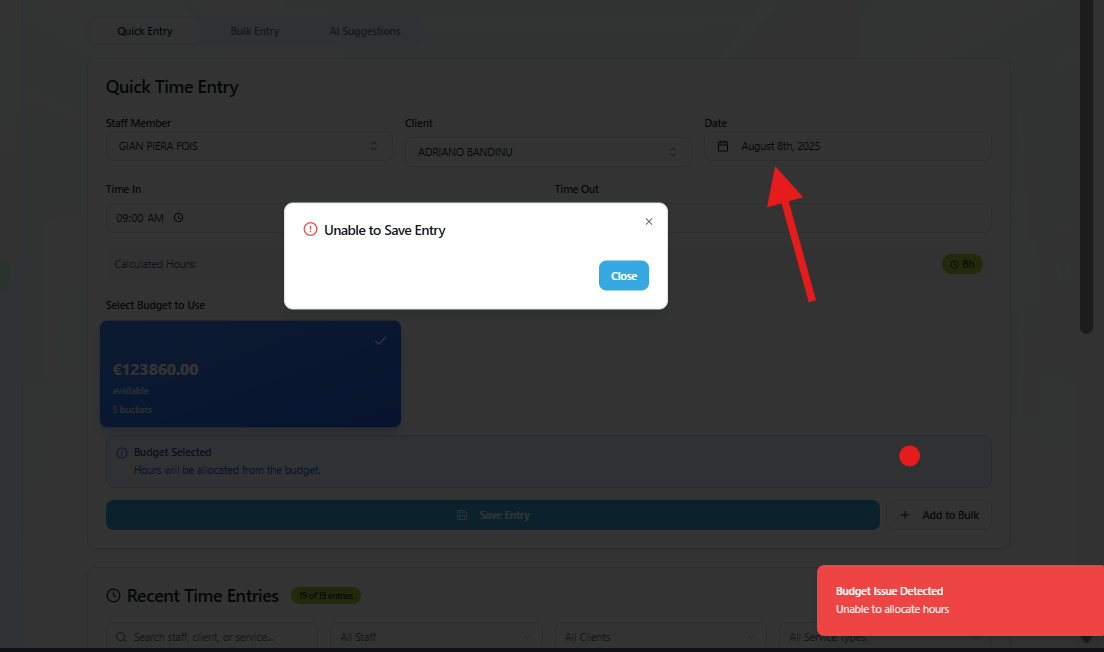 Quick Entry Bulk Entry AI Suggestions
Quick Time Entry
Staff Member Client Date
GIAN PIERA FOIS ADRIANO BANDINU August 8th, 2025
Time In Time Out
09:00 AM
Unable to Save Entry
Calculated Hours: 8h
Close
Select Budget to Use
€123860.00
available
5 buckets
Budget Selected
Hours will be allocated from the budget.
Save Entry Add to Bulk
Recent Time Entries 19 of 19 entries
Budget Issue Detected
Unable to allocate hours
Search staff, client, or service... All Staff All Clients All Service Types